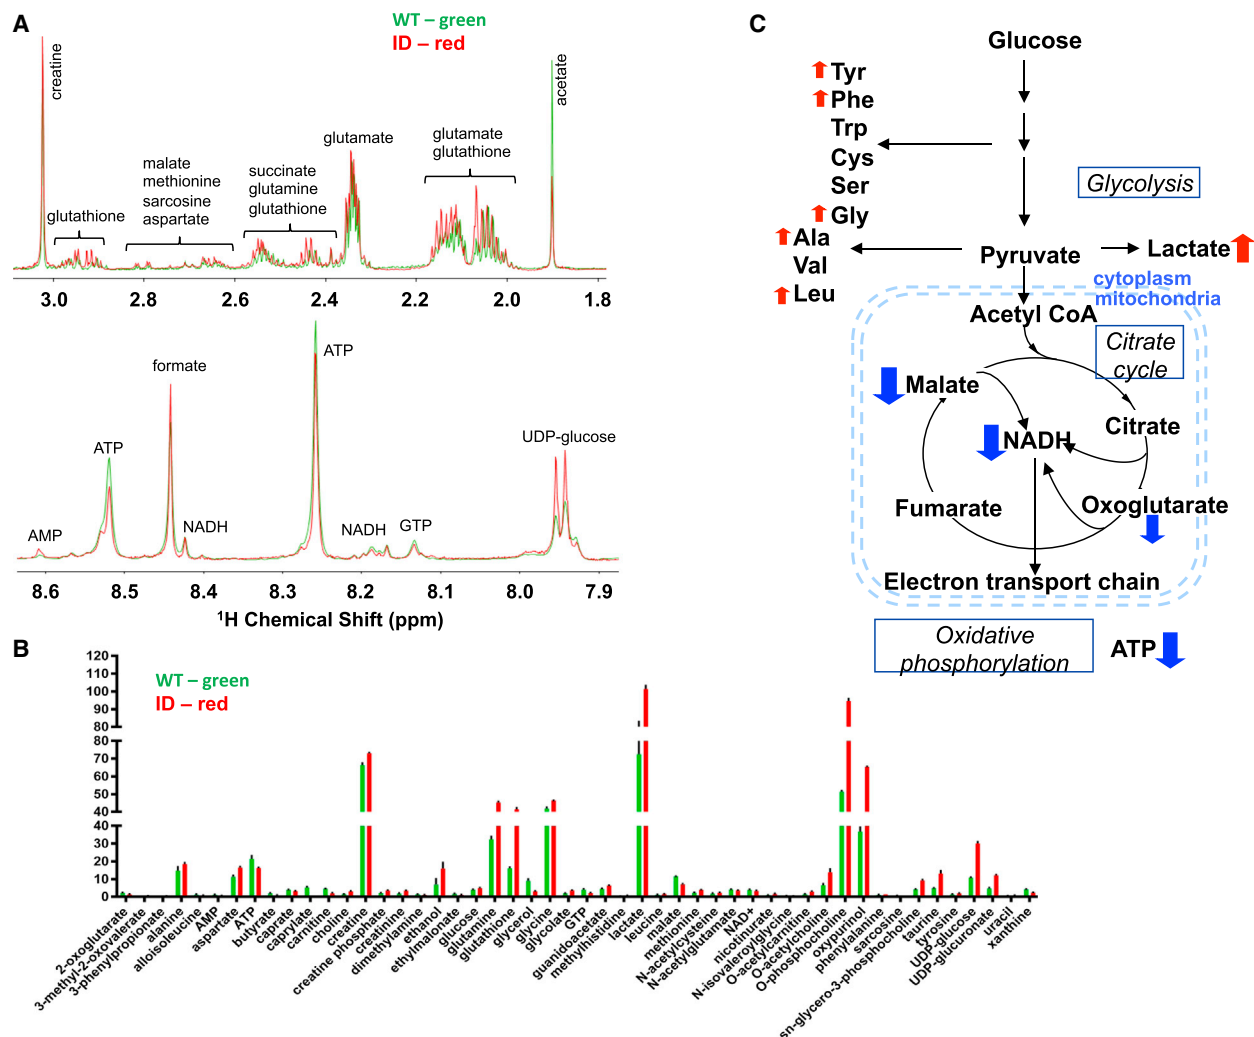 A
WT – green
ID – red
creatine
glutathione
malate
methionine
sarcosine
aspartate
succinate
glutamine
glutathione
glutamate
glutamate
glutathione
acetate
3.0 2.8 2.6 2.4 2.2 2.0 1.8
AMP
ATP
formate
NADH
ATP
NADH
GTP
UDP-glucose
8.6 8.5 8.4 8.3 8.2 8.1 8.0 7.9
¹H Chemical Shift (ppm)
B
WT – green
ID – red
120
110
100
90
80
80
70
60
50
40
40
30
20
10
0
2-oxoglutarate
3-methyl-2-oxovalerate
3-phenylpropionate
alanine
alloisoleucine
AMP
aspartate
ATP
butyrate
caprate
caprylate
carnitine
choline
creatine
creatine phosphate
creatinine
dimethylamine
ethanol
ethylmalonate
glucose
glutamine
glutathione
glycerol
glycine
glycolate
GTP
guanidoacetate
methylhistidine
lactate
leucine
malate
methionine
N-acetylcysteine
N-acetylglutamate
NAD+
nicotinurate
N-isovaleroylglycine
O-acetylcarnitine
O-acetylcholine
O-phosphocholine
oxypurinol
phenylalanine
sarcosine
sn-glycero-3-phosphocholine
taurine
tyrosine
UDP-glucose
UDP-glucuronate
uracil
xanthine
C
Glucose
Tyr
Phe
Trp
Cys
Ser
Gly
Ala
Val
Leu
Glycolysis
Pyruvate
Lactate
cytoplasm
mitochondria
Acetyl CoA
Citrate
cycle
Malate
Citrate
NADH
Fumarate
Oxoglutarate
Electron transport chain
Oxidative
phosphorylation
ATP